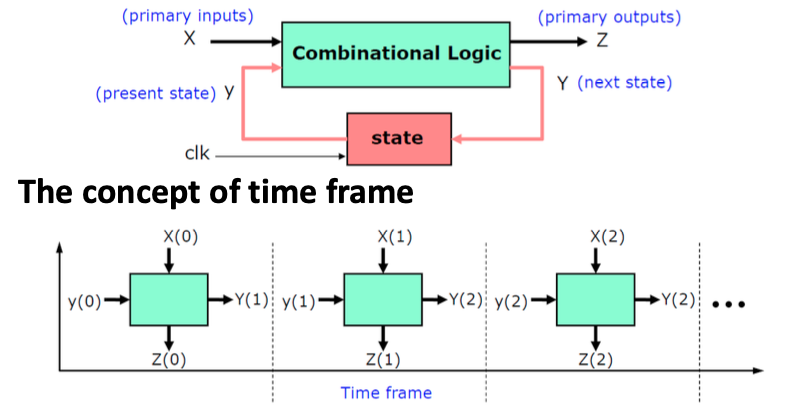 (primary inputs)
X
Combinational Logic
(primary outputs)
Z
(present state) y
Y (next state)
state
clk
The concept of time frame
X(0) X(1) X(2)
y(0) Y(1) y(1) Y(2) y(2) Y(2) •••
Z(0) Z(1) Z(2)
Time frame